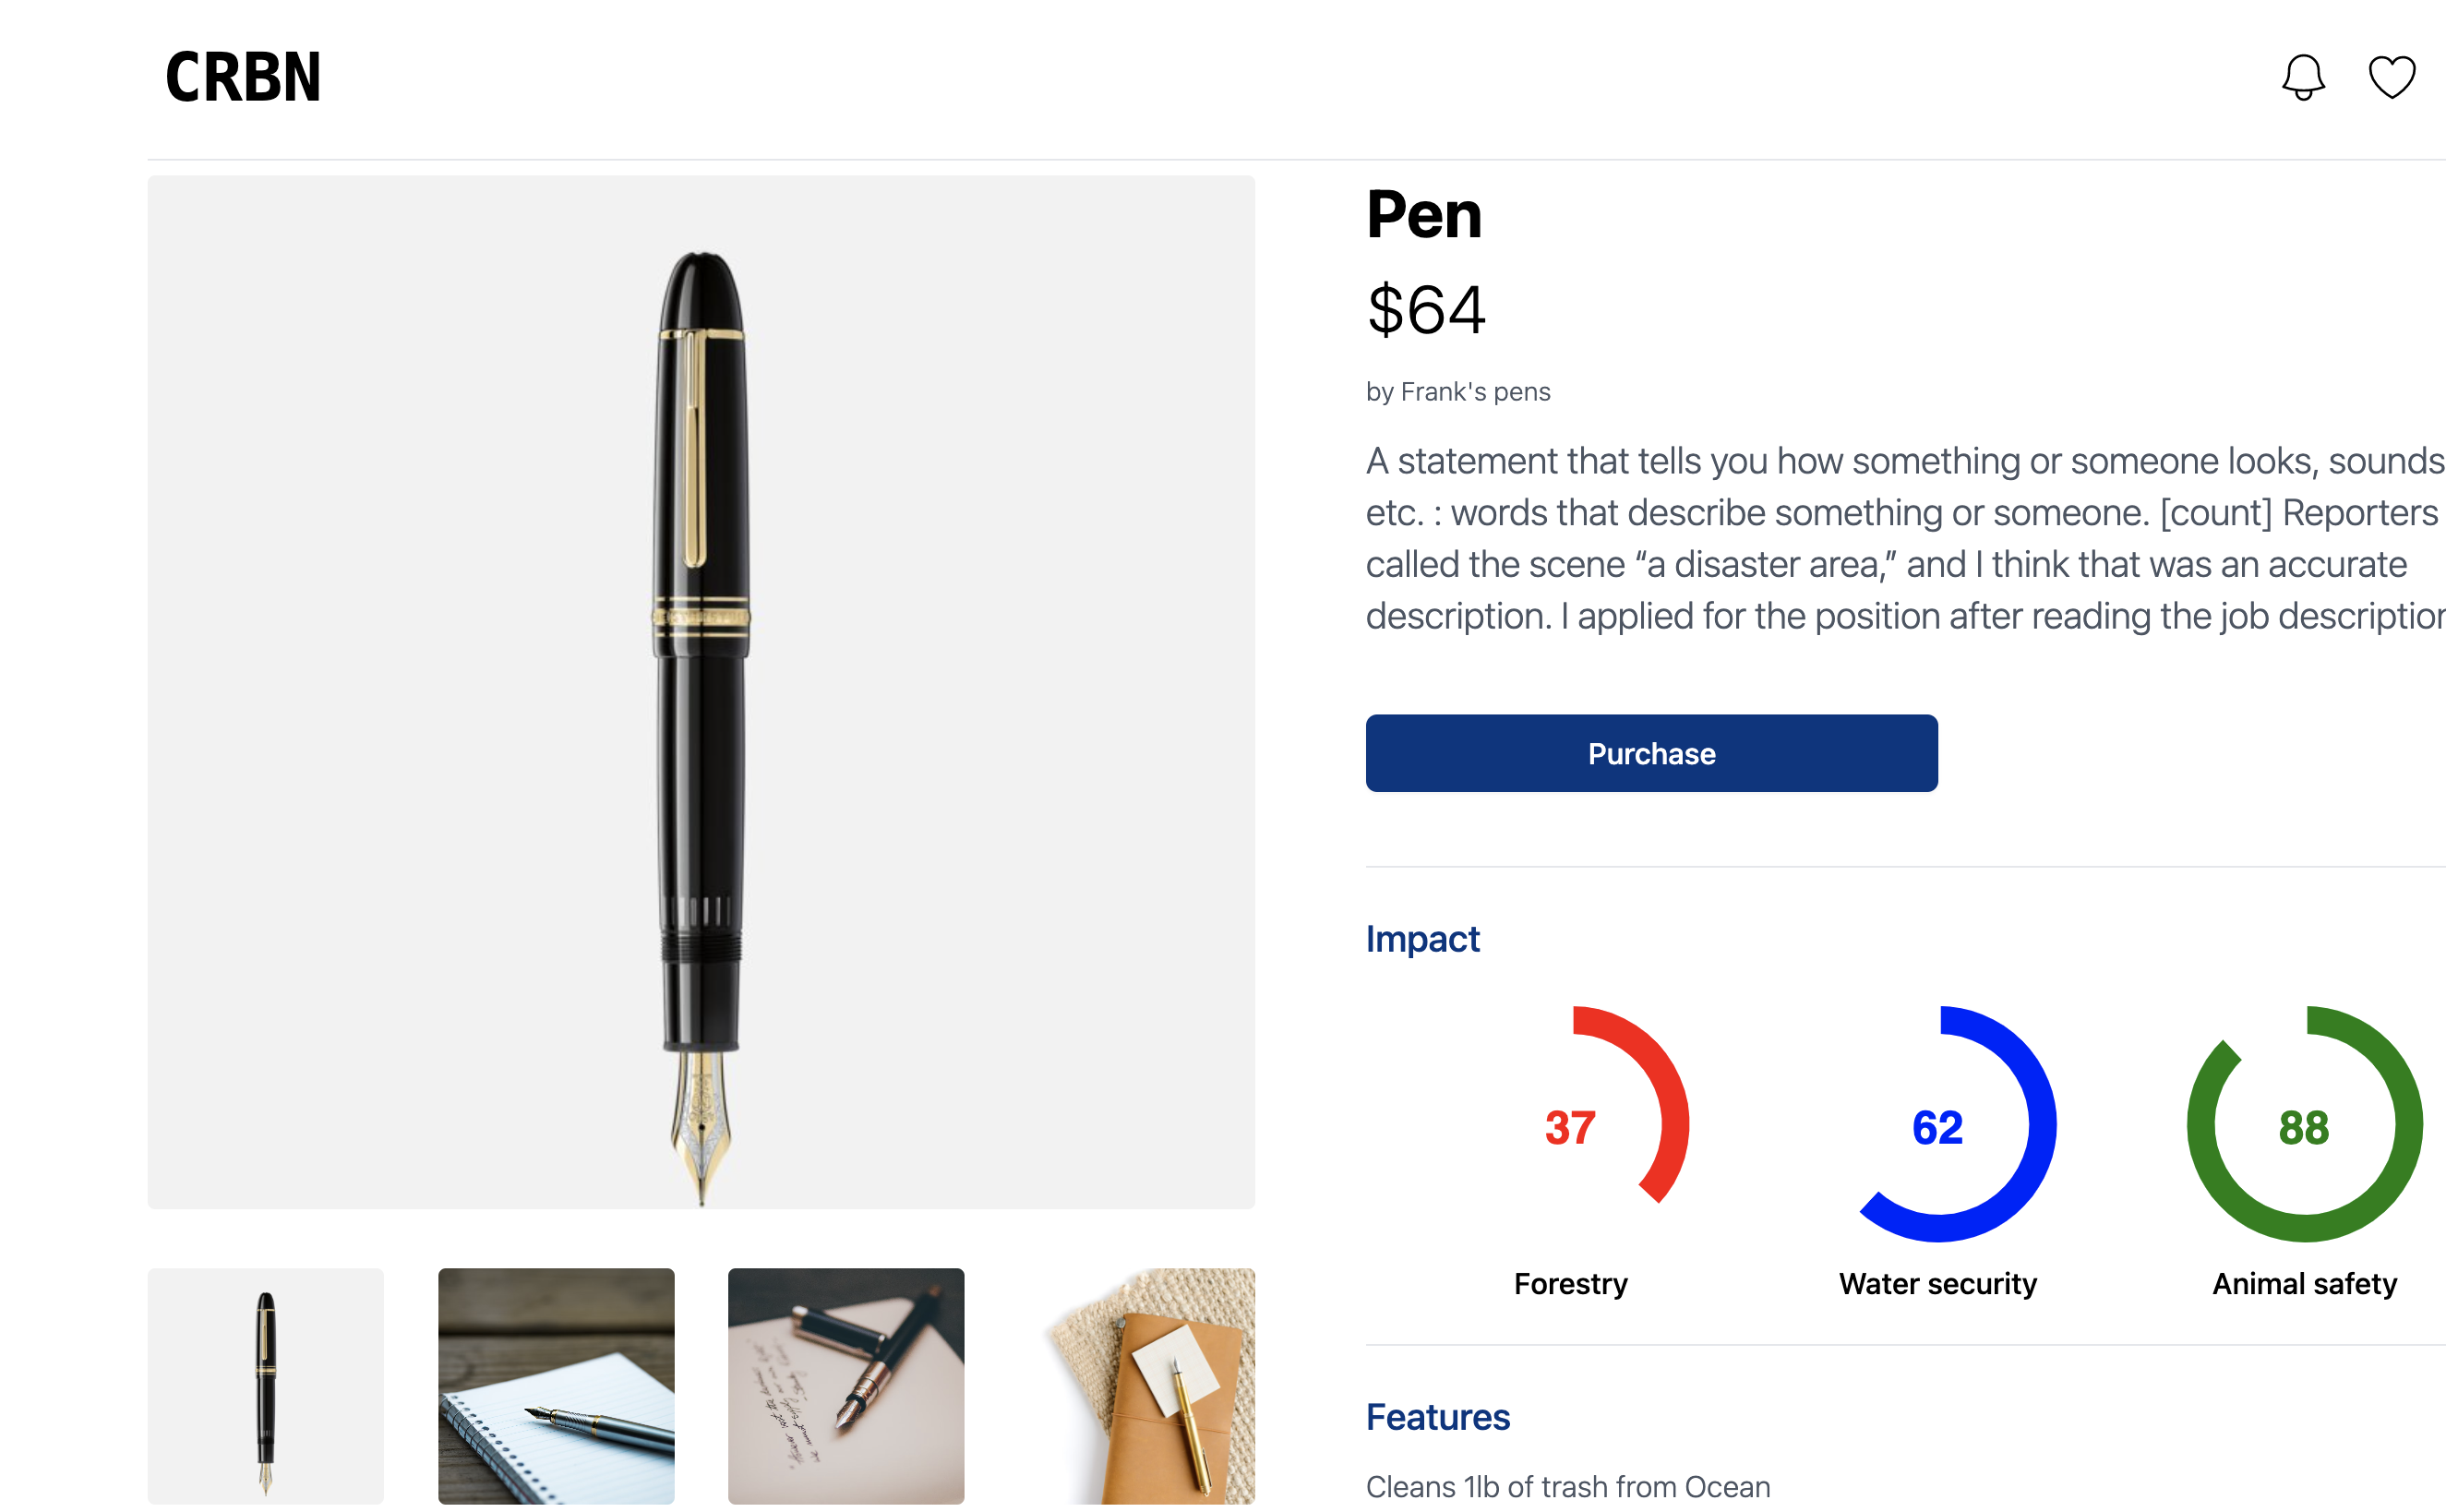 CRBN
Pen
$64
by Frank's pens
A statement that tells you how something or someone looks, sounds
etc. : words that describe something or someone. [count] Reporters
called the scene “a disaster area,” and I think that was an accurate
description. I applied for the position after reading the job description
Purchase
Impact
37
62
88
Forestry
Water security
Animal safety
Features
Cleans 1lb of trash from Ocean